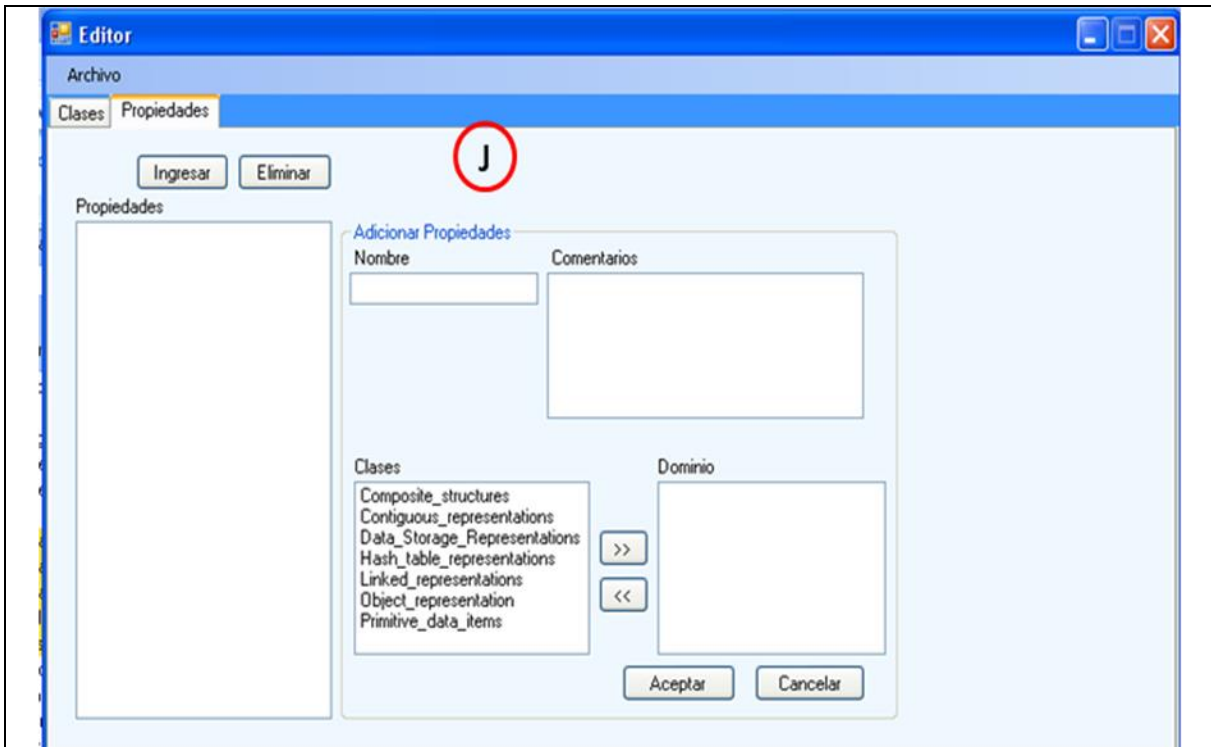 Editor
Archivo
Clases
Propiedades
J
Ingresar
Eliminar
Propiedades
Adicionar Propiedades
Nombre
Comentarios
Clases
Dominio
Composite_structures
Contiguous_representations
Data_Storage_Representations
Hash_table_representations
Linked_representations
Object_representation
Primitive_data_items
>>
<<
Aceptar
Cancelar